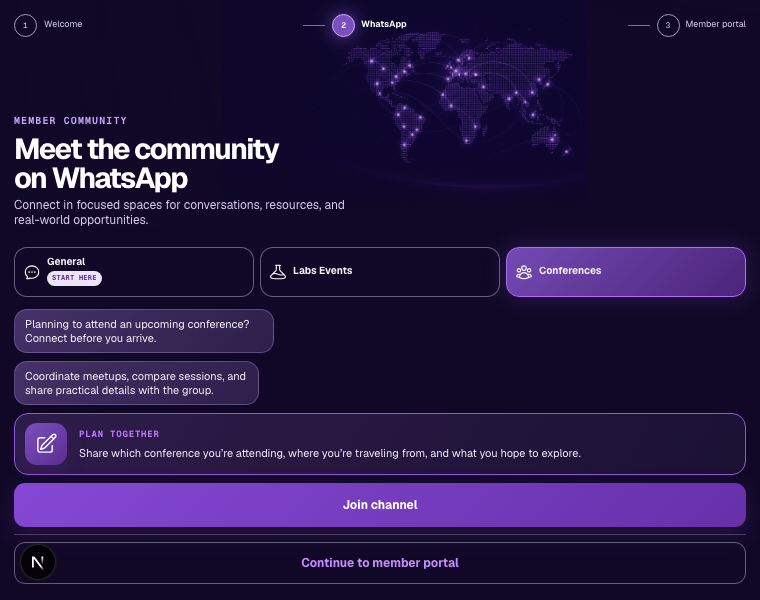 1 Welcome
2 WhatsApp
3 Member portal
MEMBER COMMUNITY
Meet the community
on WhatsApp
Connect in focused spaces for conversations, resources, and
real-world opportunities.
General
START HERE
Labs Events
Conferences
Planning to attend an upcoming conference?
Connect before you arrive.
Coordinate meetups, compare sessions, and
share practical details with the group.
PLAN TOGETHER
Share which conference you're attending, where you're traveling from, and what you hope to explore.
Join channel
N
Continue to member portal